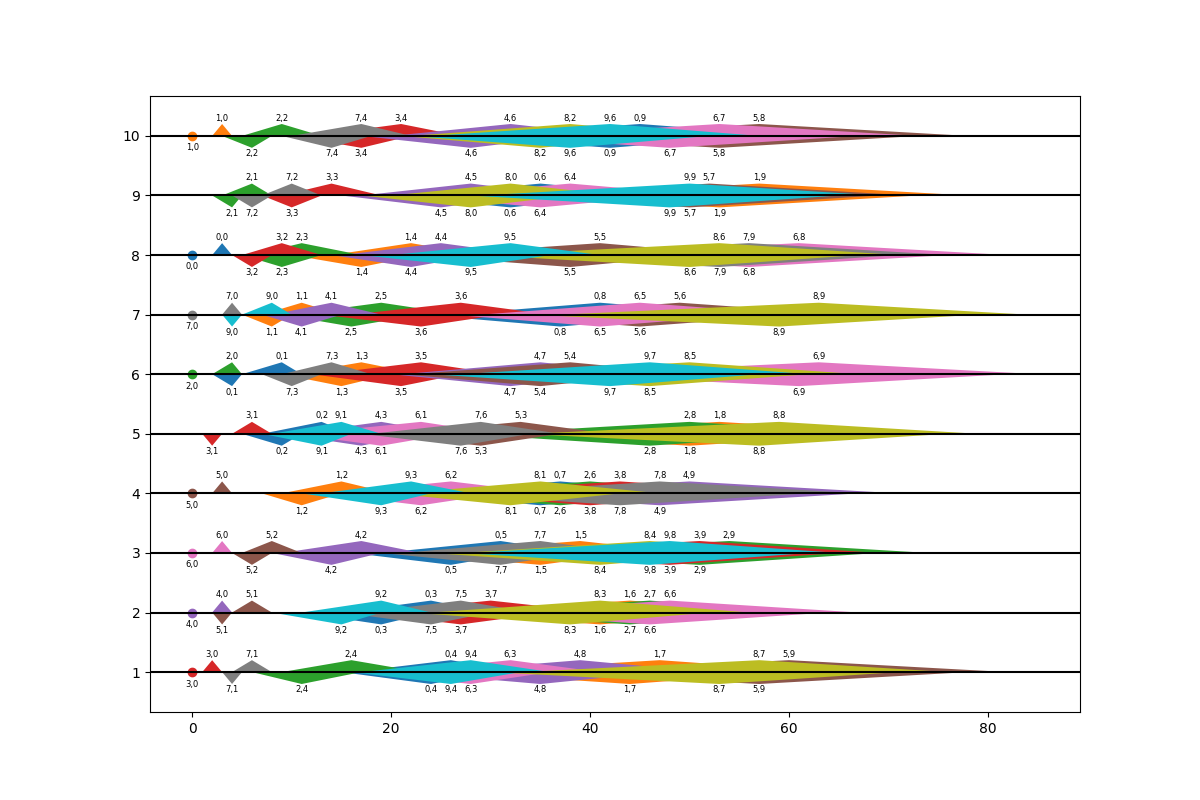 1,0 2,2 7,4 3,4 4,6 8,2 9,6 0,9 6,7 5,8
10
1,0 2,2 7,4 3,4 4,6 8,2 9,6 0,9 6,7 5,8
2,1 7,2 3,3 4,5 8,0 0,6 6,4 9,9 5,7 1,9
9
2,1 7,2 3,3 4,5 8,0 0,6 6,4 9,9 5,7 1,9
0,0 3,2 2,3 1,4 4,4 9,5 5,5 8,6 7,9 6,8
8
0,0 3,2 2,3 1,4 4,4 9,5 5,5 8,6 7,9 6,8
7,0 9,0 1,1 4,1 2,5 3,6 0,8 6,5 5,6 8,9
7
7,0 9,0 1,1 4,1 2,5 3,6 0,8 6,5 5,6 8,9
2,0 0,1 7,3 1,3 3,5 4,7 5,4 9,7 8,5 6,9
6
0,1 7,3 1,3 3,5 4,7 5,4 9,7 8,5 6,9
2,0
3,1 0,2 9,1 4,3 6,1 7,6 5,3 2,8 1,8 8,8
5
3,1 0,2 9,1 4,3 6,1 7,6 5,3 2,8 1,8 8,8
5,0 1,2 9,3 6,2 8,1 0,7 2,6 3,8 7,8 4,9
4
5,0 1,2 9,3 6,2 8,1 0,7 2,6 3,8 7,8 4,9
6,0 5,2 4,2 0,5 7,7 1,5 8,4 9,8 3,9 2,9
3
6,0 5,2 4,2 0,5 7,7 1,5 8,4 9,8 3,9 2,9
4,0 5,1 9,2 0,3 7,5 3,7 8,3 1,6 2,7 6,6
2
4,0 5,1 9,2 0,3 7,5 3,7 8,3 1,6 2,7 6,6
3,0 7,1 2,4 0,4 9,4 6,3 4,8 1,7 8,7 5,9
1
3,0 7,1 2,4 0,4 9,4 6,3 4,8 1,7 8,7 5,9
0 20 40 60 80